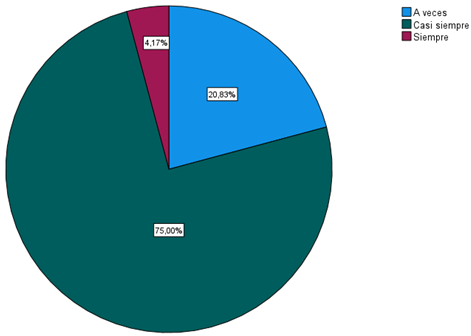 A veces
Casi siempre
Siempre
4,17%
20,83%
75,00%